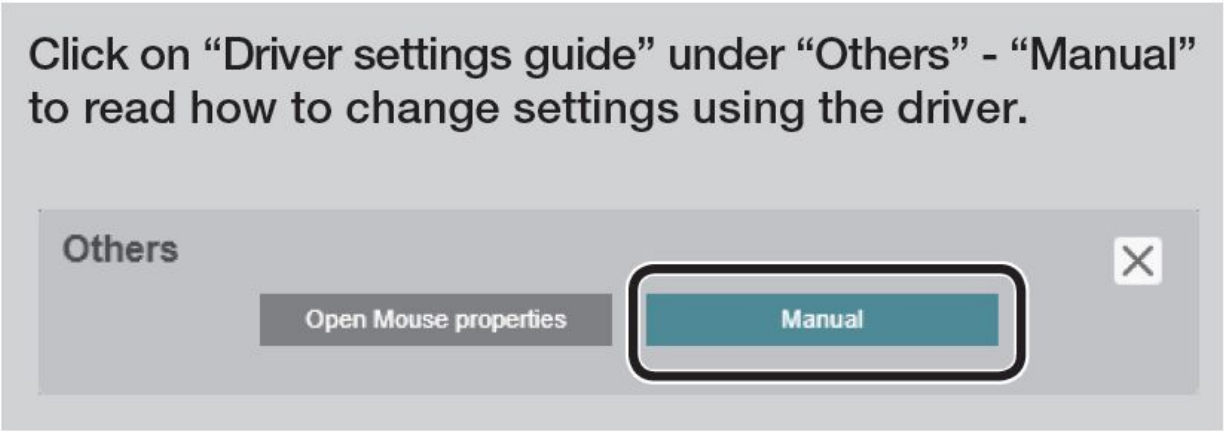 Click on “Driver settings guide” under “Others” - “Manual”
to read how to change settings using the driver.
Others
Open Mouse properties
Manual